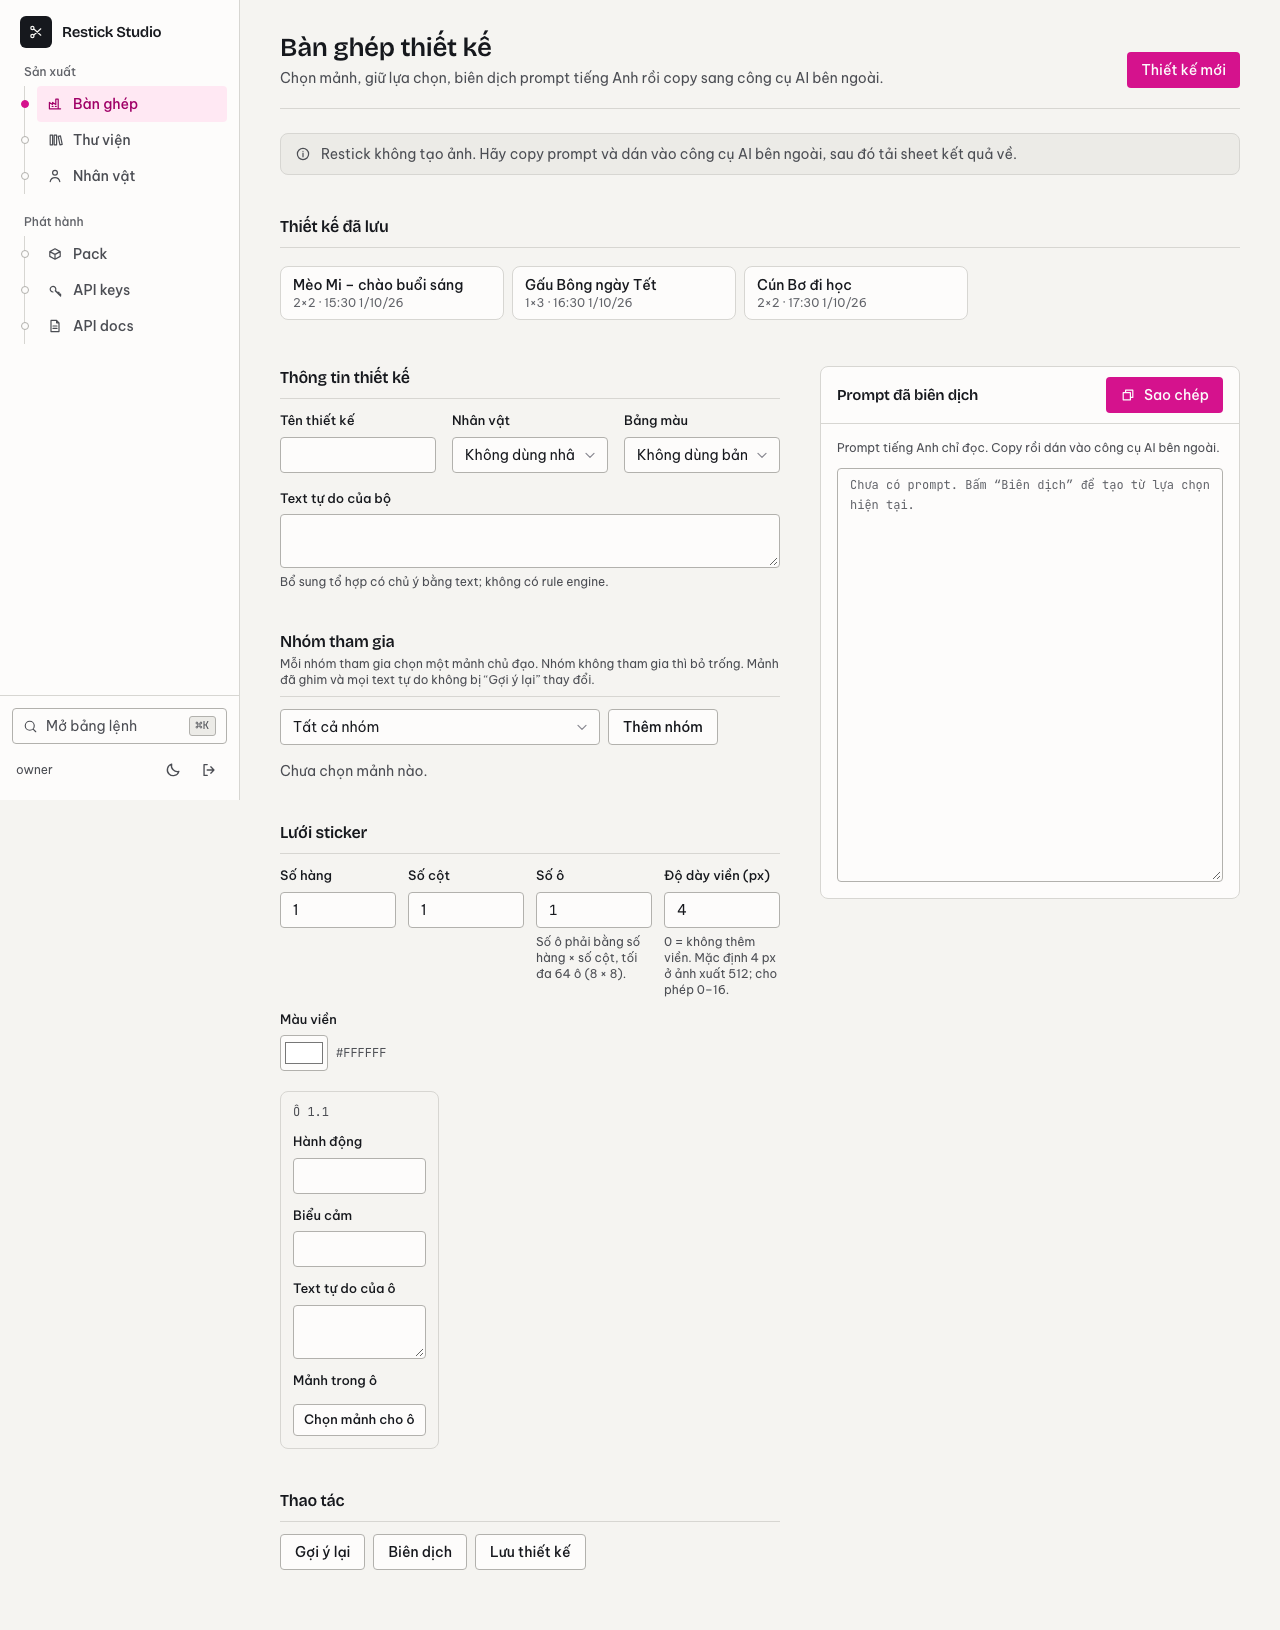 Restick Studio
Sản xuất
Bàn ghép
Thư viện
Nhân vật
Phát hành
Pack
API keys
API docs
Mở bảng lệnh
⌘K
owner
Bàn ghép thiết kế
Chọn mảnh, giữ lựa chọn, biên dịch prompt tiếng Anh rồi copy sang công cụ AI bên ngoài.
Thiết kế mới
Restick không tạo ảnh. Hãy copy prompt và dán vào công cụ AI bên ngoài, sau đó tải sheet kết quả về.
Thiết kế đã lưu
Mèo Mi – chào buổi sáng
2×2 · 15:30 1/10/26
Gấu Bông ngày Tết
1×3 · 16:30 1/10/26
Cún Bơ đi học
2×2 · 17:30 1/10/26
Thông tin thiết kế
Tên thiết kế
Nhân vật
Bảng màu
Không dùng nhâ
Không dùng bản
Text tự do của bộ
Bổ sung tổ hợp có chủ ý bằng text; không có rule engine.
Nhóm tham gia
Mỗi nhóm tham gia chọn một mảnh chủ đạo. Nhóm không tham gia thì bỏ trống. Mảnh
đã ghim và mọi text tự do không bị “Gợi ý lại” thay đổi.
Tất cả nhóm
Thêm nhóm
Chưa chọn mảnh nào.
Lưới sticker
Số hàng
Số cột
Số ô
Độ dày viền (px)
1
1
1
4
Số ô phải bằng số
hàng × số cột, tối
đa 64 ô (8 × 8).
0 = không thêm
viền. Mặc định 4 px
ở ảnh xuất 512; cho
phép 0–16.
Màu viền
#FFFFFF
Ô 1.1
Hành động
Biểu cảm
Text tự do của ô
Mảnh trong ô
Chọn mảnh cho ô
Thao tác
Gợi ý lại
Biên dịch
Lưu thiết kế
Prompt đã biên dịch
Sao chép
Prompt tiếng Anh chỉ đọc. Copy rồi dán vào công cụ AI bên ngoài.
Chưa có prompt. Bấm “Biên dịch” để tạo từ lựa chọn
hiện tại.